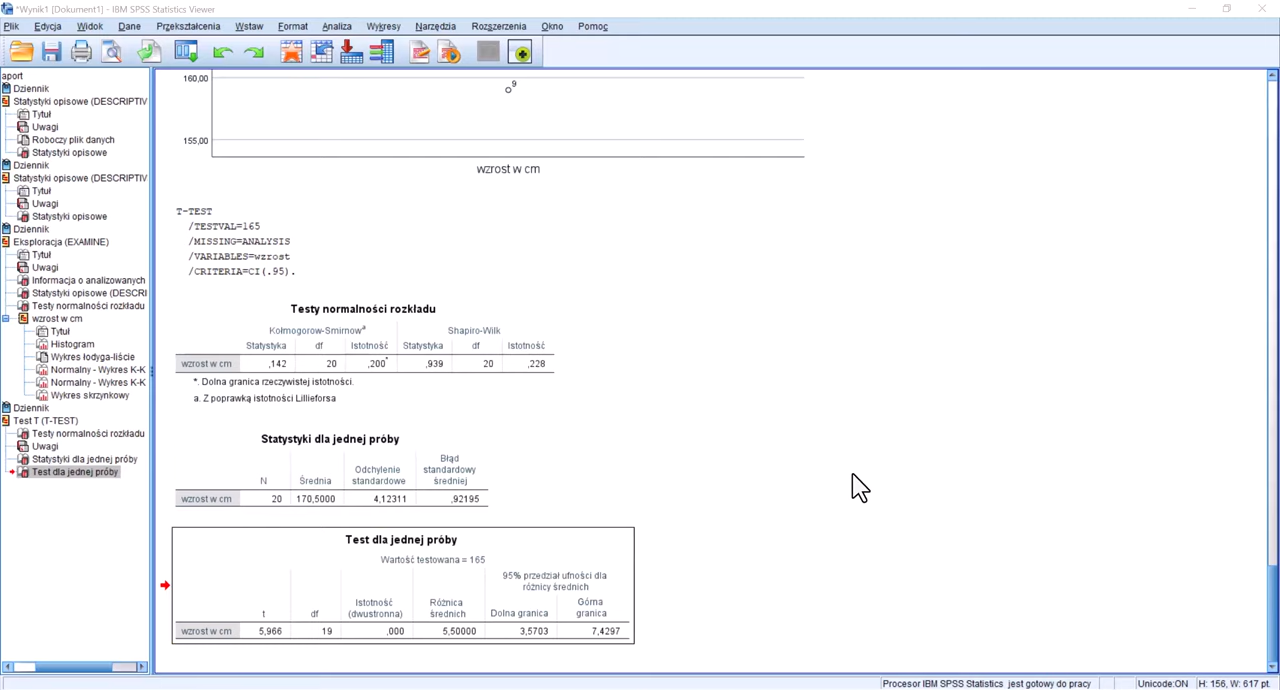 *Wynik1 [Dokument1] - IBM SPSS Statistics Viewer
Plik Edycja Widok Dane Przekształcenia Wstaw Format Analiza Wykresy Narzędzia Rozszerzenia Okno Pomoc
aport
Dziennik
Statystyki opisowe (DESCRIPTIV
Tytuł
Uwagi
Roboczy plik danych
Statystyki opisowe
Dziennik
Statystyki opisowe (DESCRIPTIV
Tytuł
Uwagi
Statystyki opisowe
Dziennik
Eksploracja (EXAMINE)
Tytuł
Uwagi
Informacja o analizowanych
Statystyki opisowe (DESCRI
Testy normalności rozkładu
wzrost w cm
Tytuł
Histogram
Wykres łodyga-liście
Normalny - Wykres K-K
Normalny - Wykres K-K
Wykres skrzynkowy
Dziennik
Test T (T-TEST)
Testy normalności rozkładu
Uwagi
Statystyki dla jednej próby
Test dla jednej próby
160,00
9
155,00
wzrost w cm
T-TEST
/TESTVAL=165
/MISSING=ANALYSIS
/VARIABLES=wzrost
/CRITERIA=CI(.95).
Testy normalności rozkładu
Kołmogorow-Smirnowa Shapiro-Wilk
Statystyka df Istotność Statystyka df Istotność
wzrost w cm ,142 20 ,200* ,939 20 ,228
*. Dolna granica rzeczywistej istotności.
a. Z poprawką istotności Lillieforsa
Statystyki dla jednej próby
N Średnia Odchylenie standardowe Błąd standardowy średniej
wzrost w cm 20 170,5000 4,12311 ,92195
Test dla jednej próby
Wartość testowana = 165
95% przedział ufności dla
różnicy średnich
t df Istotność (dwustronna) Różnica średnich Dolna granica Górna granica
wzrost w cm 5,966 19 ,000 5,50000 3,5703 7,4297
Procesor IBM SPSS Statistics jest gotowy do pracy Unicode:ON H: 156, W: 617 pt.